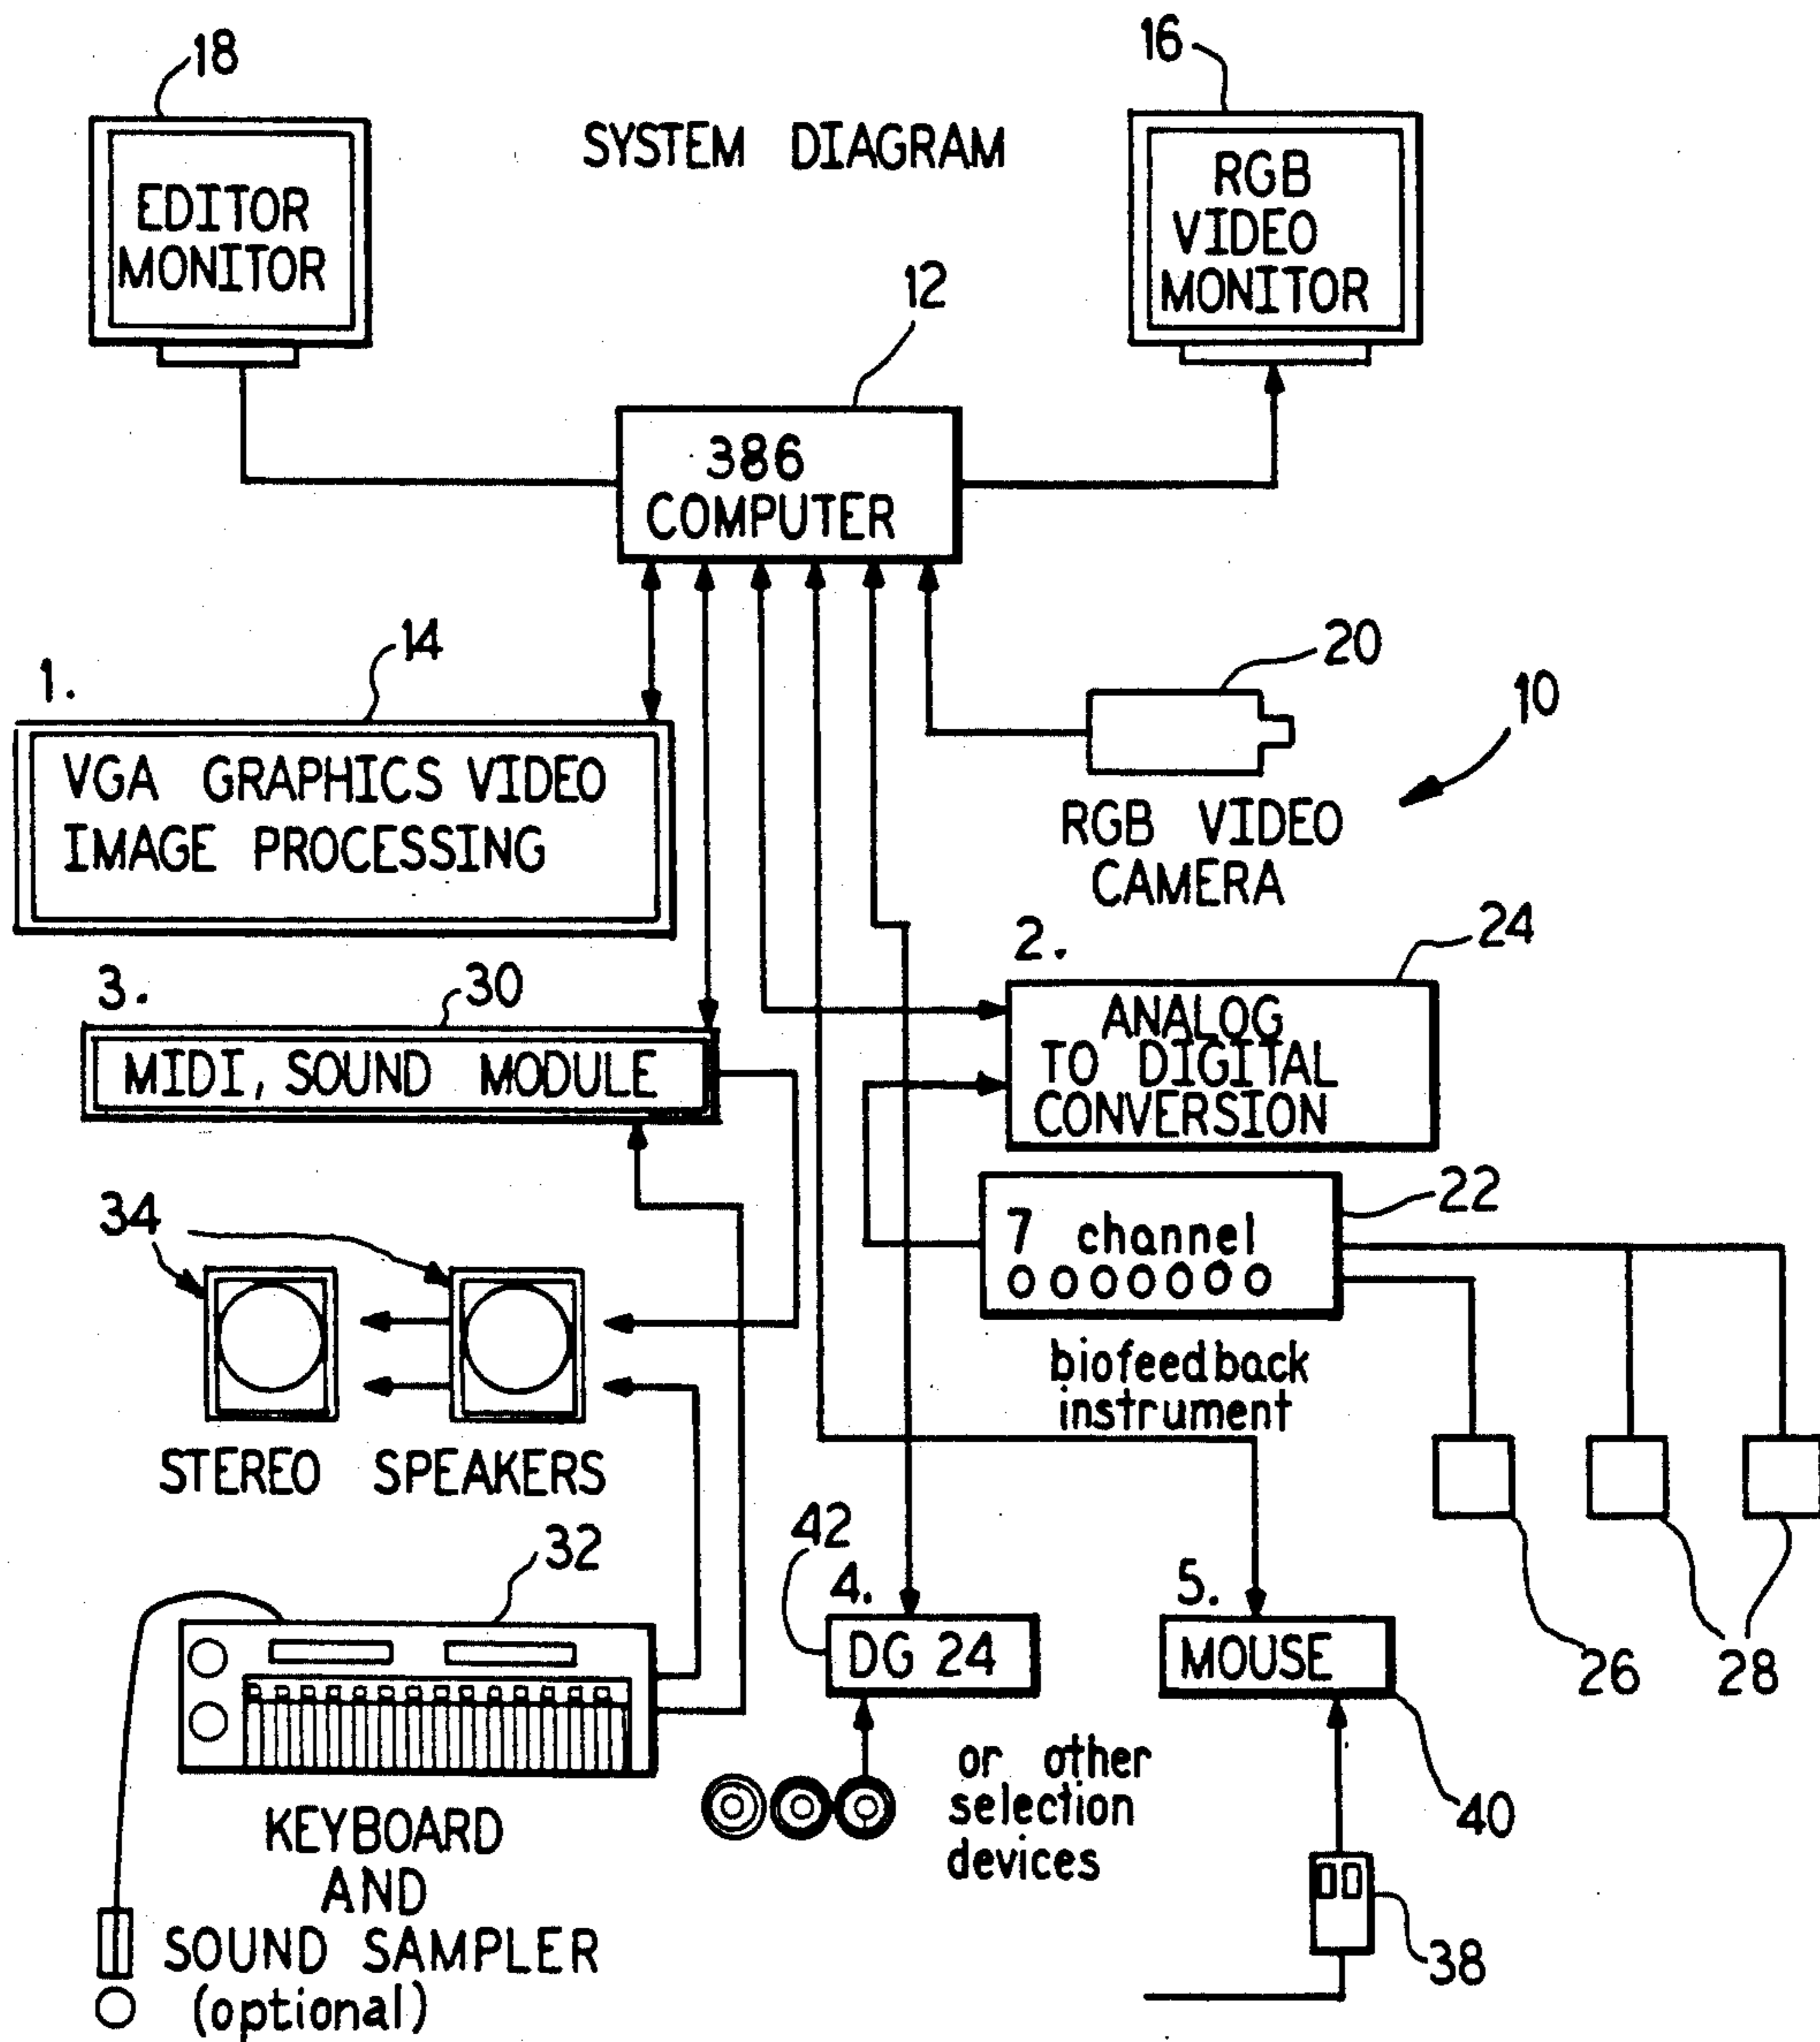 18
16
SYSTEM DIAGRAM
EDITOR
MONITOR
RGB
VIDEO
MONITOR
12
386
COMPUTER
1.
14
20
10
VGA GRAPHICS VIDEO
IMAGE PROCESSING
RGB VIDEO
CAMERA
2.
24
3.
30
ANALOG
TO DIGITAL
CONVERSION
MIDI, SOUND MODULE
22
7 channel
34
biofeedback
instrument
STEREO SPEAKERS
42
4.
5.
32
DG 24
MOUSE
26
28
or other
selection
devices
40
KEYBOARD
AND
SOUND SAMPLER
(optional)
38